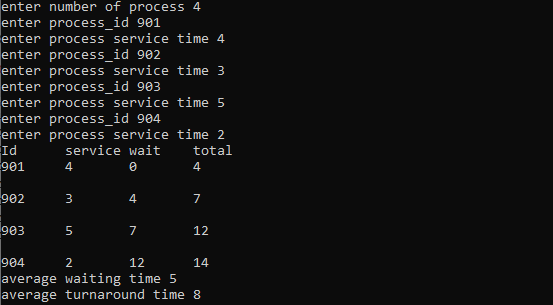 enter number of process 4
enter process_id 901
enter process service time 4
enter process_id 902
enter process service time 3
enter process_id 903
enter process service time 5
enter process_id 904
enter process service time 2
Id      service wait    total
901     4       0       4
902     3       4       7
903     5       7       12
904     2       12      14
average waiting time 5
average turnaround time 8